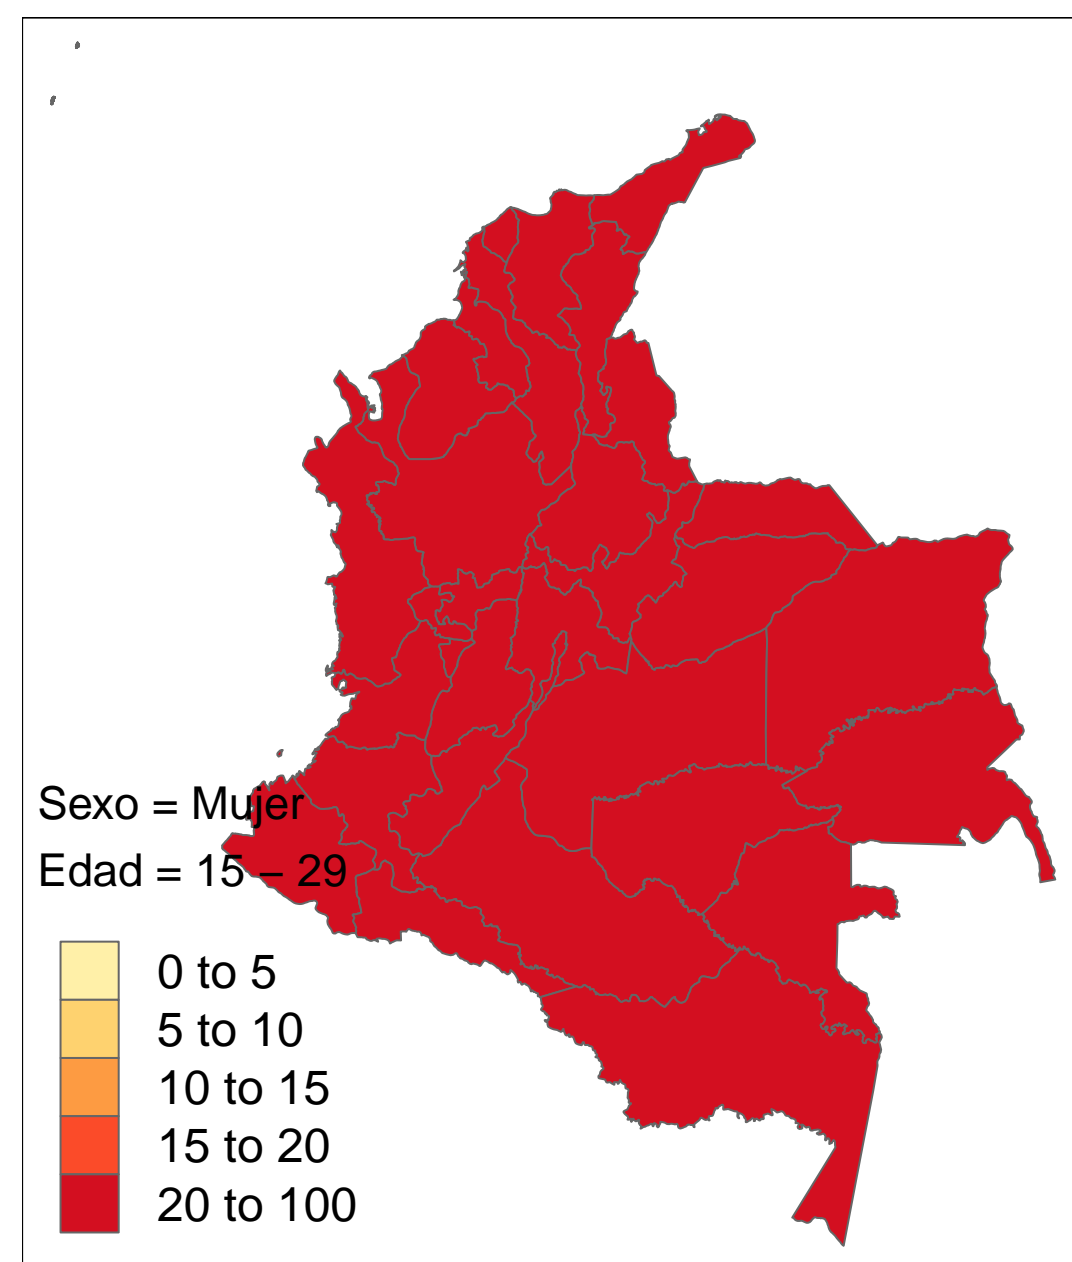 Sexo = Mujer
Edad = 15 – 29
0 to 5
5 to 10
10 to 15
15 to 20
20 to 100